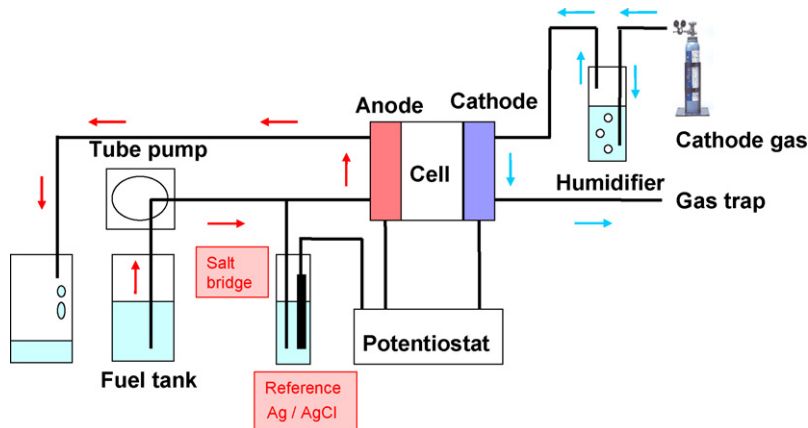 Anode
Cathode
Tube pump
Cell
Humidifier
Cathode gas
Gas trap
Salt
bridge
Fuel tank
Potentiostat
Reference
Ag / AgCl